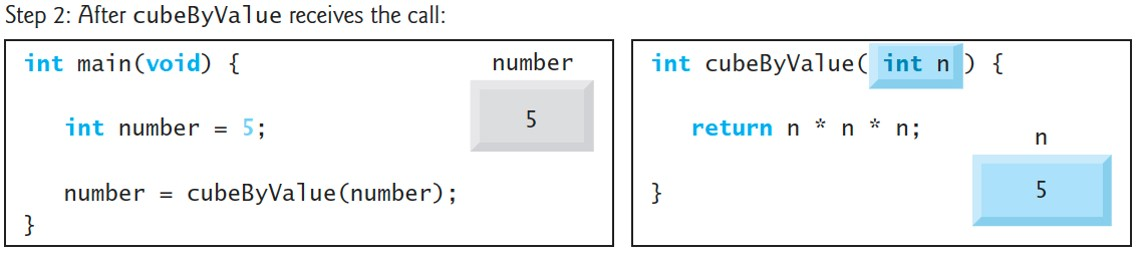 Step 2: After cubeByValue receives the call:
int main(void) {
number
int number = 5;
5
number = cubeByValue(number);
}
int cubeByValue( int n ) {
return n * n * n;
n
5
}